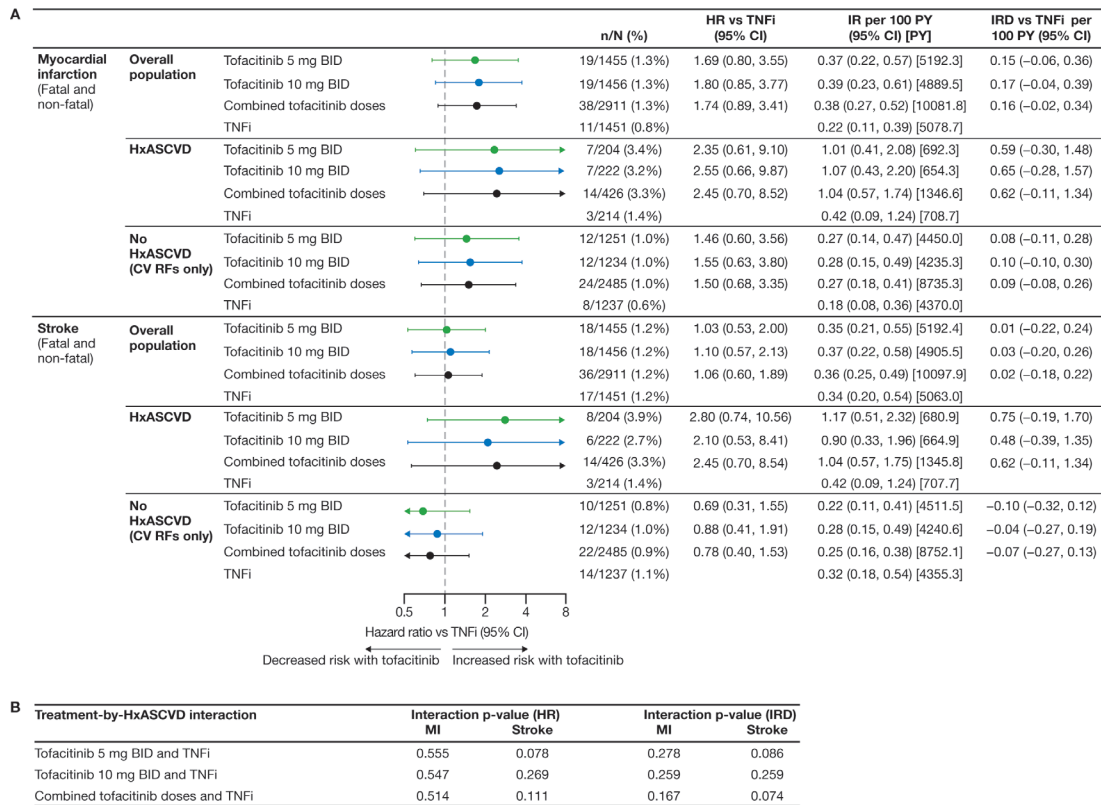 A
n/N (%) HR vs TNFi (95% CI) IR per 100 PY (95% CI) [PY] IRD vs TNFi per 100 PY (95% CI)
Myocardial infarction (Fatal and non-fatal)
Overall population
Tofacitinib 5 mg BID 19/1455 (1.3%) 1.69 (0.80, 3.55) 0.37 (0.22, 0.57) [5192.3] 0.15 (−0.06, 0.36)
Tofacitinib 10 mg BID 19/1456 (1.3%) 1.80 (0.85, 3.77) 0.39 (0.23, 0.61) [4889.5] 0.17 (−0.04, 0.39)
Combined tofacitinib doses 38/2911 (1.3%) 1.74 (0.89, 3.41) 0.38 (0.27, 0.52) [10081.8] 0.16 (−0.02, 0.34)
TNFi 11/1451 (0.8%) 0.22 (0.11, 0.39) [5078.7]
HxASCVD
Tofacitinib 5 mg BID 7/204 (3.4%) 2.35 (0.61, 9.10) 1.01 (0.41, 2.08) [692.3] 0.59 (−0.30, 1.48)
Tofacitinib 10 mg BID 7/222 (3.2%) 2.55 (0.66, 9.87) 1.07 (0.43, 2.20) [654.3] 0.65 (−0.28, 1.57)
Combined tofacitinib doses 14/426 (3.3%) 2.45 (0.70, 8.52) 1.04 (0.57, 1.74) [1346.6] 0.62 (−0.11, 1.34)
TNFi 3/214 (1.4%) 0.42 (0.09, 1.24) [708.7]
No HxASCVD (CV RFs only)
Tofacitinib 5 mg BID 12/1251 (1.0%) 1.46 (0.60, 3.56) 0.27 (0.14, 0.47) [4450.0] 0.08 (−0.11, 0.28)
Tofacitinib 10 mg BID 12/1234 (1.0%) 1.55 (0.63, 3.80) 0.28 (0.15, 0.49) [4235.3] 0.10 (−0.10, 0.30)
Combined tofacitinib doses 24/2485 (1.0%) 1.50 (0.68, 3.35) 0.27 (0.18, 0.41) [8735.3] 0.09 (−0.08, 0.26)
TNFi 8/1237 (0.6%) 0.18 (0.08, 0.36) [4370.0]
Stroke (Fatal and non-fatal)
Overall population
Tofacitinib 5 mg BID 18/1455 (1.2%) 1.03 (0.53, 2.00) 0.35 (0.21, 0.55) [5192.4] 0.01 (−0.22, 0.24)
Tofacitinib 10 mg BID 18/1456 (1.2%) 1.10 (0.57, 2.13) 0.37 (0.22, 0.58) [4905.5] 0.03 (−0.20, 0.26)
Combined tofacitinib doses 36/2911 (1.2%) 1.06 (0.60, 1.89) 0.36 (0.25, 0.49) [10097.9] 0.02 (−0.18, 0.22)
TNFi 17/1451 (1.2%) 0.34 (0.20, 0.54) [5063.0]
HxASCVD
Tofacitinib 5 mg BID 8/204 (3.9%) 2.80 (0.74, 10.56) 1.17 (0.51, 2.32) [680.9] 0.75 (−0.19, 1.70)
Tofacitinib 10 mg BID 6/222 (2.7%) 2.10 (0.53, 8.41) 0.90 (0.33, 1.96) [664.9] 0.48 (−0.39, 1.35)
Combined tofacitinib doses 14/426 (3.3%) 2.45 (0.70, 8.54) 1.04 (0.57, 1.75) [1345.8] 0.62 (−0.11, 1.34)
TNFi 3/214 (1.4%) 0.42 (0.09, 1.24) [707.7]
No HxASCVD (CV RFs only)
Tofacitinib 5 mg BID 10/1251 (0.8%) 0.69 (0.31, 1.55) 0.22 (0.11, 0.41) [4511.5] −0.10 (−0.32, 0.12)
Tofacitinib 10 mg BID 12/1234 (1.0%) 0.88 (0.41, 1.91) 0.28 (0.15, 0.49) [4240.6] −0.04 (−0.27, 0.19)
Combined tofacitinib doses 22/2485 (0.9%) 0.78 (0.40, 1.53) 0.25 (0.16, 0.38) [8752.1] −0.07 (−0.27, 0.13)
TNFi 14/1237 (1.1%) 0.32 (0.18, 0.54) [4355.3]
0.5 1 2 4 8
Hazard ratio vs TNFi (95% CI)
Decreased risk with tofacitinib Increased risk with tofacitinib
B
Treatment-by-HxASCVD interaction Interaction p-value (HR) Interaction p-value (IRD)
MI Stroke MI Stroke
Tofacitinib 5 mg BID and TNFi 0.555 0.078 0.278 0.086
Tofacitinib 10 mg BID and TNFi 0.547 0.269 0.259 0.259
Combined tofacitinib doses and TNFi 0.514 0.111 0.167 0.074